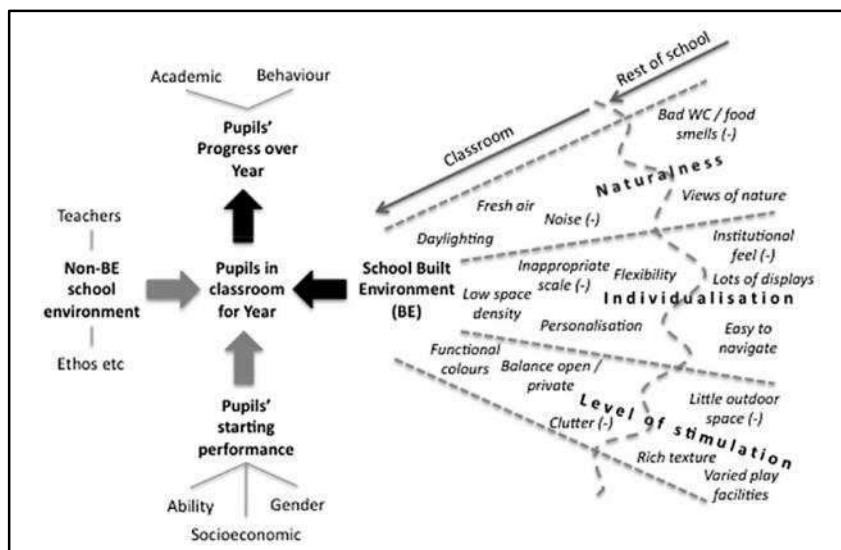 Academic
Behaviour
Pupils'
Progress over
Year
Teachers
Non-BE
school
environment
Ethos etc
Pupils in
classroom
for Year
Pupils'
starting
performance
Ability
Gender
Socioeconomic
School Built
Environment
(BE)
Classroom
Rest of school
Bad WC / food
smells (-)
Naturalness
Fresh air
Noise (-)
Views of nature
Daylighting
Institutional
feel (-)
Inappropriate
scale (-)
Flexibility
Lots of displays
Individualisation
Low space
density
Personalisation
Easy to
navigate
Functional
colours
Balance open /
private
Little outdoor
space (-)
Level of stimulation
Clutter (-)
Rich texture
Varied play
facilities